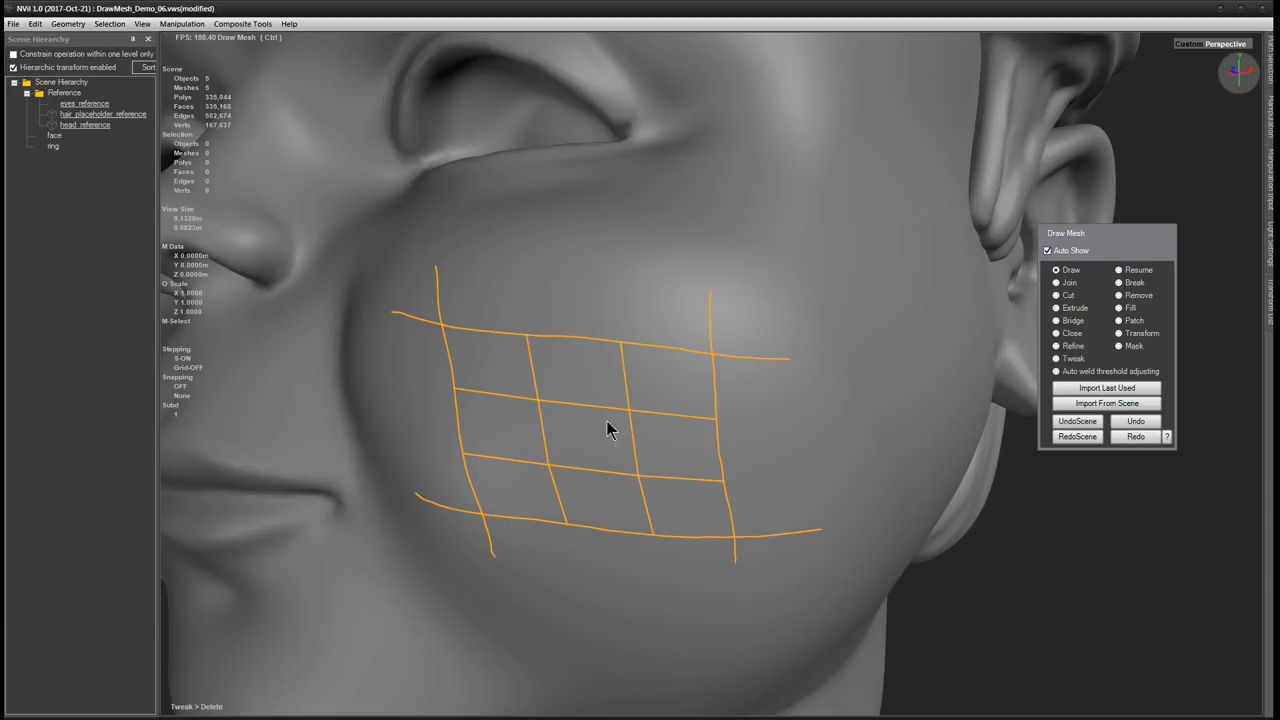 NVil 1.0 (2017-Oct-21) : DrawMesh_Demo_06.vws(modified)
File Edit Geometry Selection View Manipulation Composite Tools Help
Scene Hierarchy
Constrain operation within one level only
Hierarchic transform enabled Sort
Scene Hierarchy
Reference
eyes_reference
hair_placeholder_reference
head_reference
face
ring
FPS: 188.40 Draw Mesh ( Ctrl )
Scene
Objects 5
Meshes 5
Polys 335,044
Faces 335,160
Edges 502,674
Verts 167,637
Selection
Objects 0
Meshes 0
Polys 0
Faces 0
Edges 0
Verts 0
View Size
0.1328m
0.0823m
M Data
X 0.0000m
Y 0.0000m
Z 0.0000m
O Scale
X 1.0000
Y 1.0000
Z 1.0000
M-Select
Stepping
S-ON
Grid-OFF
Snapping
OFF
None
Subd
1
Tweak > Delete
Custom Perspective
Y
Draw Mesh
Auto Show
Draw Resume
Join Break
Cut Remove
Extrude Fill
Bridge Patch
Close Transform
Refine Mask
Tweak
Auto weld threshold adjusting
Import Last Used
Import From Scene
UndoScene Undo
RedoScene Redo ?
Manipulation
Manipulation Input
Light Settings
Transform List